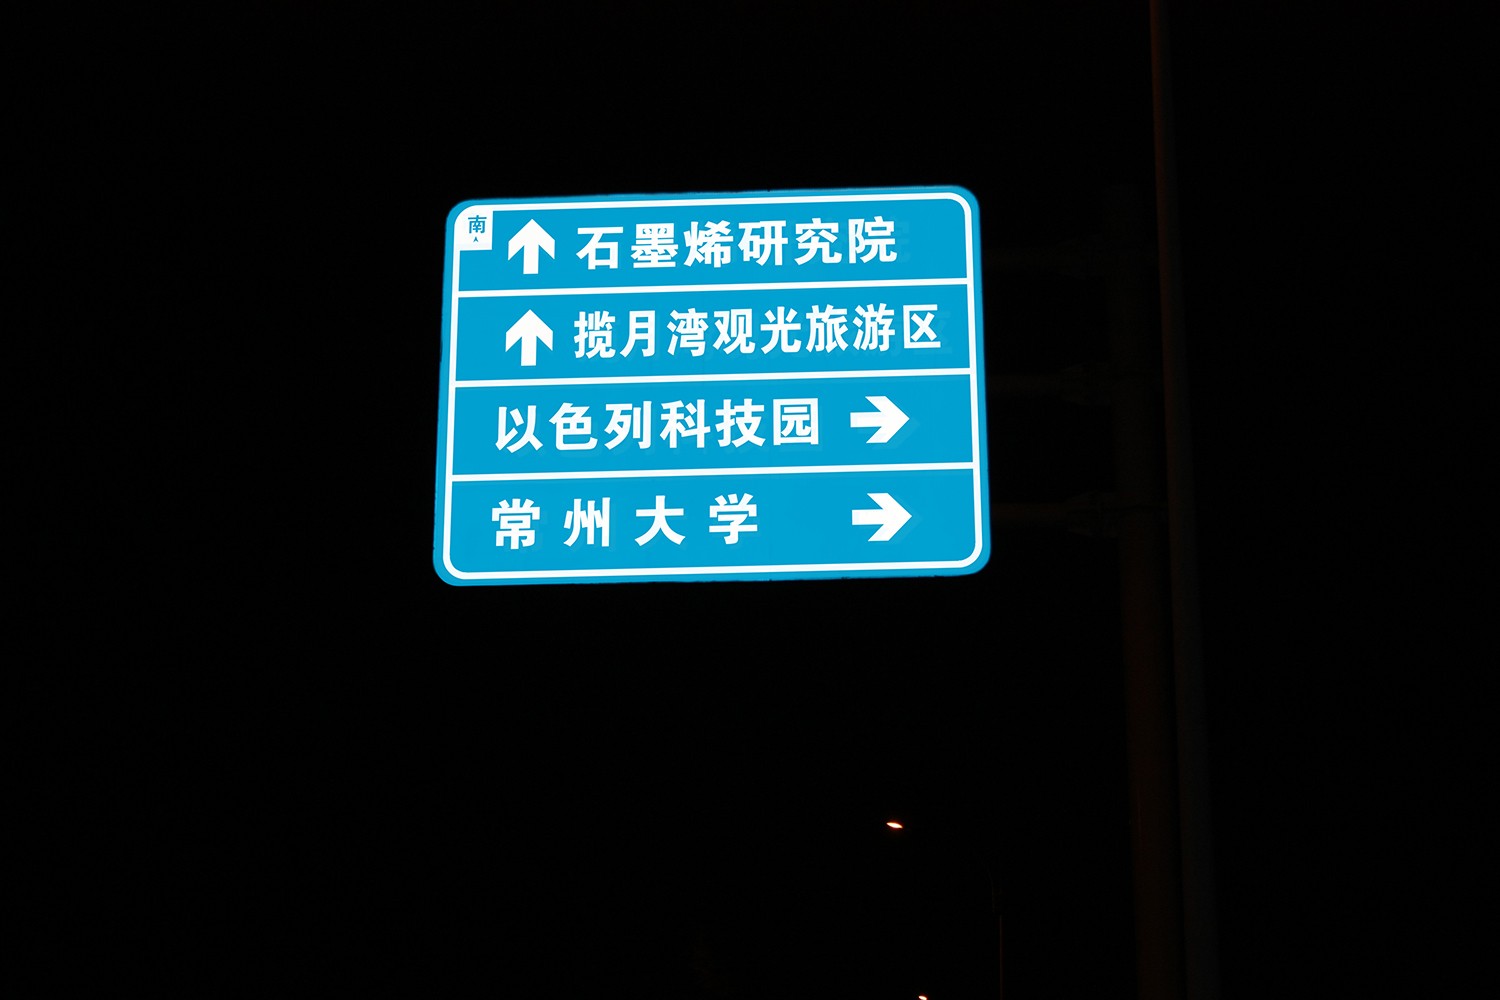 南
石墨烯研究院
揽月湾观光旅游区
以色列科技园
常州大学